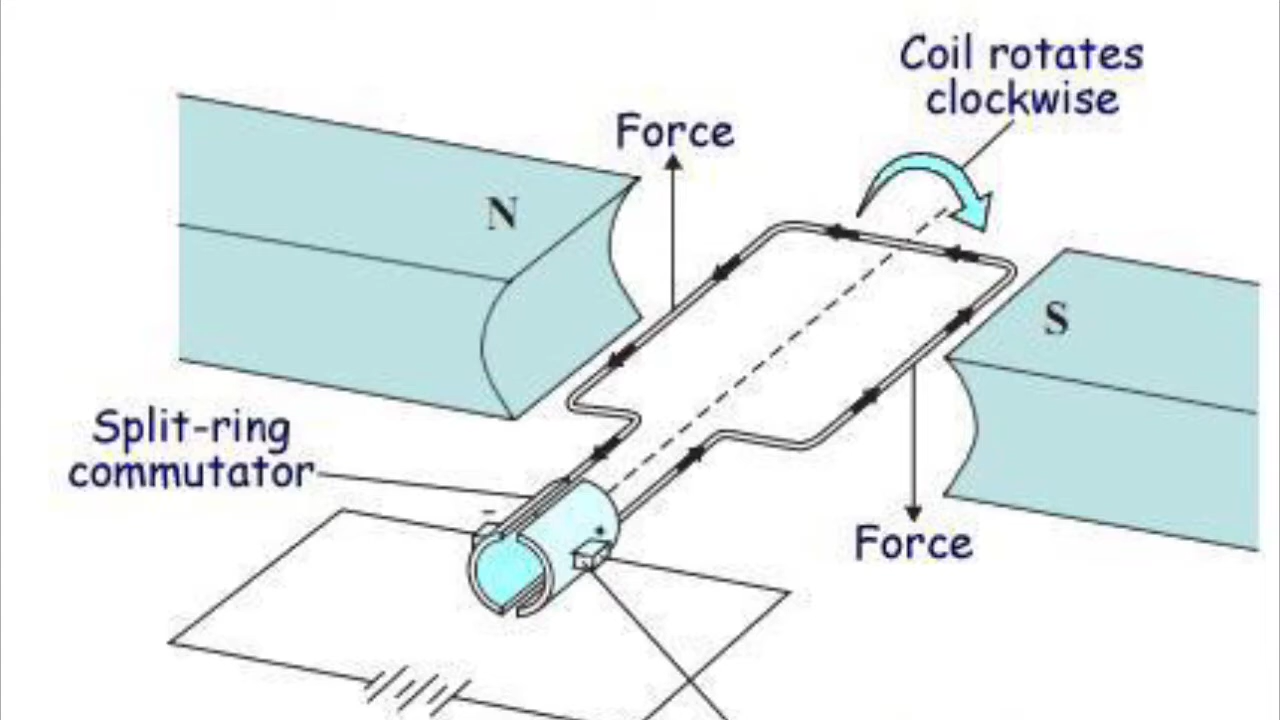 Coil rotates
clockwise
Force
N
S
Split-ring
commutator
-
+
Force